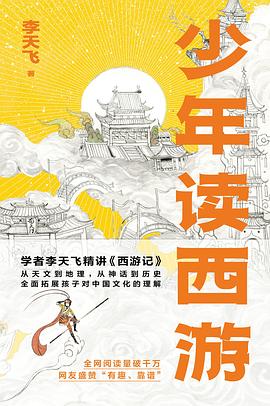 李天飞
著
少年读西游
学者李天飞精讲《西游记》
从天文到地理，从神话到历史
全面拓展孩子对中国文化的理解
全网阅读量破千万
网友盛赞“有趣、靠谱”